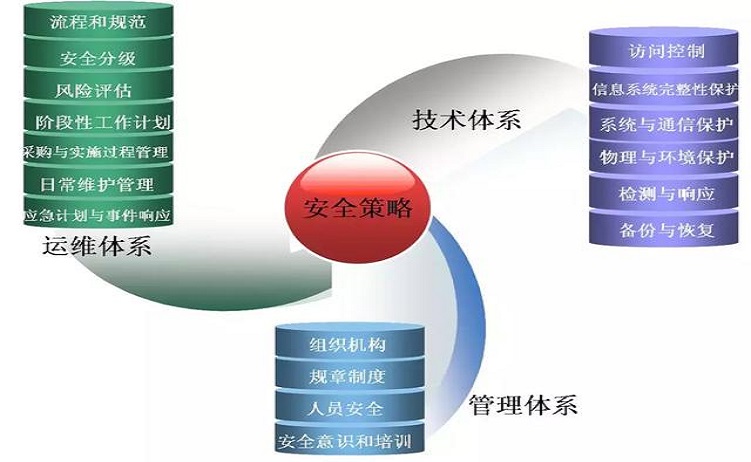 流程和规范
安全分级
风险评估
阶段性工作计划
采购与实施过程管理
日常维护管理
应急计划与事件响应
运维体系
技术体系
安全策略
访问控制
信息系统完整性保护
系统与通信保护
物理与环境保护
检测与响应
备份与恢复
组织机构
规章制度
人员安全
安全意识和培训
管理体系